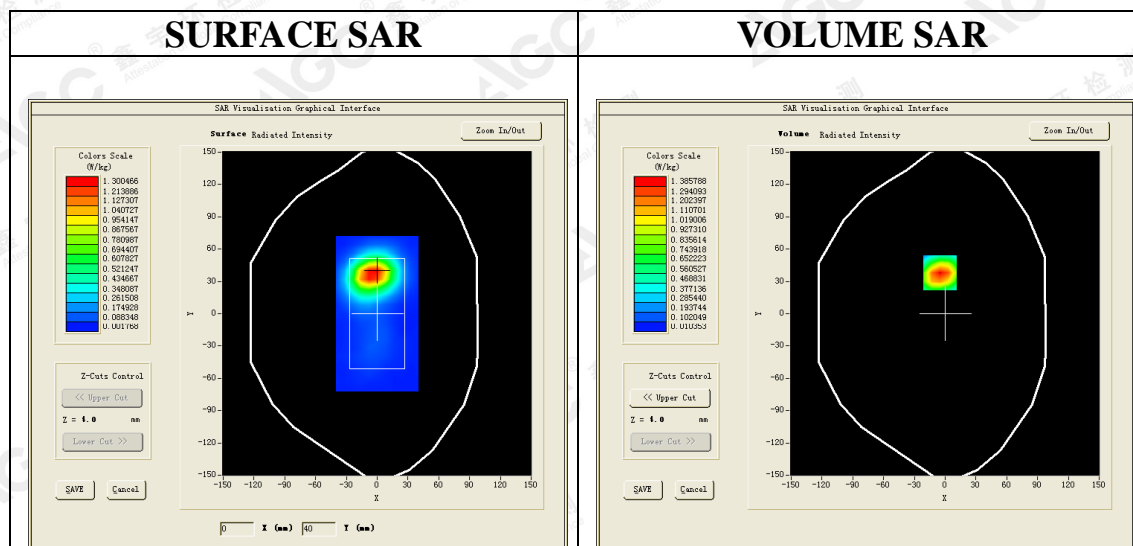 SURFACE SAR
VOLUME SAR
SAR Visualisation Graphical Interface
Surface Radiated Intensity
Zoom In/Out
Colors Scale
(W/kg)
1.300466
1.213886
1.127307
1.040727
0.954147
0.867567
0.780987
0.694407
0.607827
0.521247
0.434667
0.348087
0.261508
0.174928
0.088348
0.001768
150
120
90
60
30
0
-30
-60
-90
-120
-150
Y
-150 -120 -90 -60 -30 0 30 60 90 120 150
X
Z-Cuts Control
<< Upper Cut
Z = 4.0 mm
Lower Cut >>
SAVE Cancel
0 X (mm) 40 Y (mm)
SAR Visualisation Graphical Interface
Volume Radiated Intensity
Zoom In/Out
Colors Scale
(W/kg)
1.385788
1.294093
1.202397
1.110701
1.019006
0.927310
0.835614
0.743918
0.652223
0.560527
0.468831
0.377136
0.285440
0.193744
0.102049
0.010353
150
120
90
60
30
0
-30
-60
-90
-120
-150
Y
-150 -120 -90 -60 -30 0 30 60 90 120 150
X
Z-Cuts Control
<< Upper Cut
Z = 4.0 mm
Lower Cut >>
SAVE Cancel